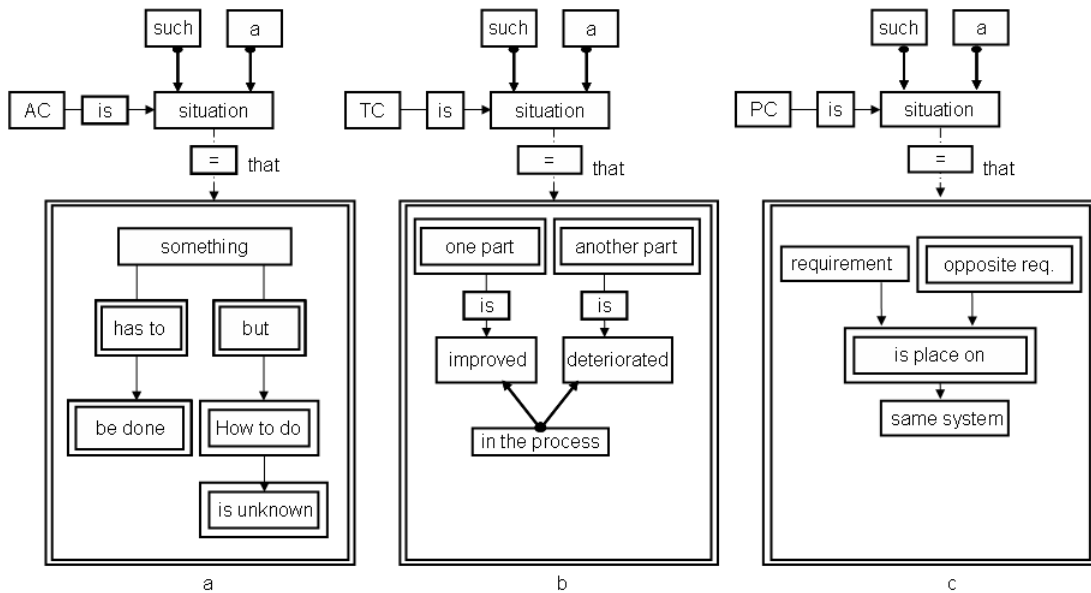 such a
AC is situation
= that
something
has to but
be done How to do
is unknown
a
such a
TC is situation
= that
one part another part
is is
improved deteriorated
in the process
b
such a
PC is situation
= that
requirement opposite req.
is place on
same system
c